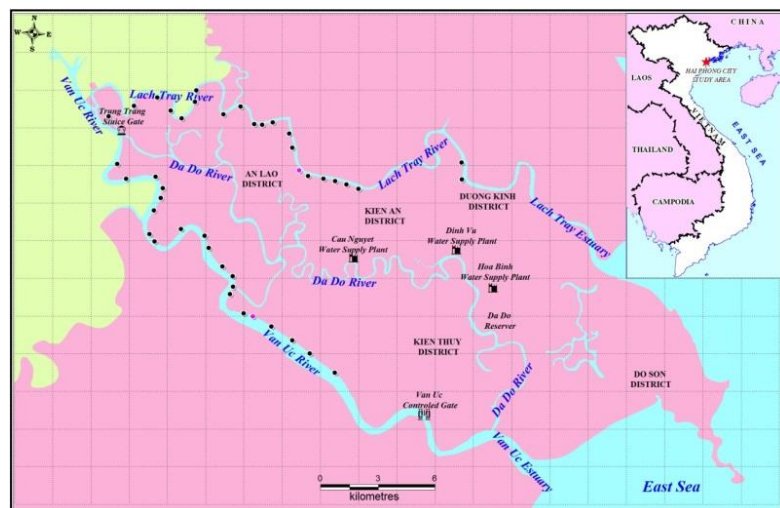 N
W E
S
Lach Tray River
Van Uc River
Trung Trang
Sluice Gate
Da Do River
AN LAO
DISTRICT
Lach Tray River
DUONG KINH
DISTRICT
KIEN AN
DISTRICT
Lach Tray Estuary
Cau Nguyet
Water Supply Plant
Dinh Vu
Water Supply Plant
Hoa Binh
Water Supply Plant
Da Do River
Da Do
Reserver
KIEN THUY
DISTRICT
Van Uc River
DO SON
DISTRICT
Da Do River
Van Uc
Controled Gate
Van Uc Estuary
East Sea
0 3 6
kilometres
CHINA
HAI PHONG CITY
STUDY AREA
LAOS
VIETNAM
EAST SEA
THAILAND
CAMPODIA